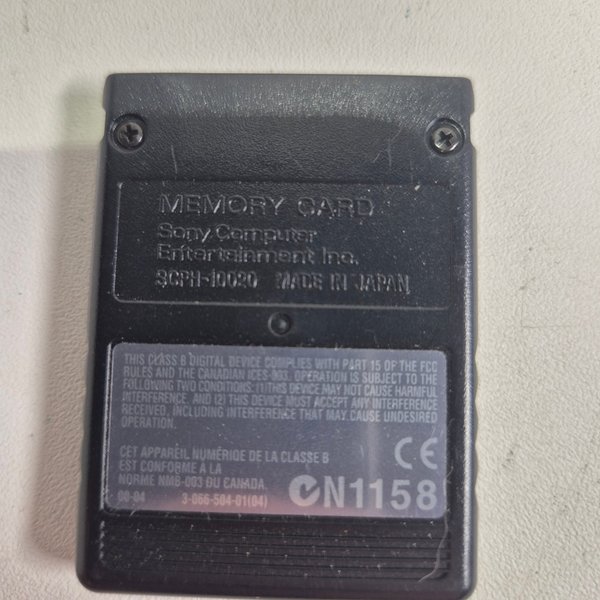 MEMORY CARD
Sony Computer
Entertainment Inc.
SCPH-10020 MADE IN JAPAN
THIS CLASS B DIGITAL DEVICE COMPLIES WITH PART 15 OF THE FCC
RULES AND THE CANADIAN ICES-003. OPERATION IS SUBJECT TO THE
FOLLOWING TWO CONDITIONS: (1) THIS DEVICE MAY NOT CAUSE HARMFUL
INTERFERENCE, AND (2) THIS DEVICE MUST ACCEPT ANY INTERFERENCE
RECEIVED, INCLUDING INTERFERENCE THAT MAY CAUSE UNDESIRED
OPERATION.
CET APPAREIL NUMÉRIQE DE LA CLASSE B
EST CONFORME À LA
NORME NMB-003 DU CANADA.
00-04 3-066-504-01(04)
CE
N1158